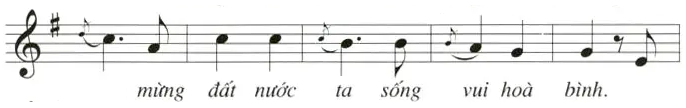 mừng đất nước ta sống vui hoà bình.